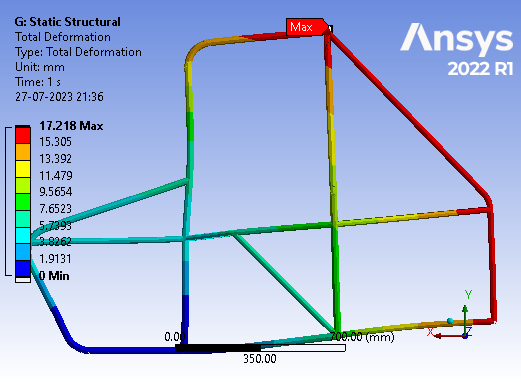 G: Static Structural
Total Deformation
Type: Total Deformation
Unit: mm
Time: 1 s
27-07-2023 21:36
Max
Ansys
2022 R1
17.218 Max
15.305
13.392
11.479
9.5654
7.6523
5.7393
3.8262
1.9131
0 Min
Y
X
Z
0.00
700.00 (mm)
350.00